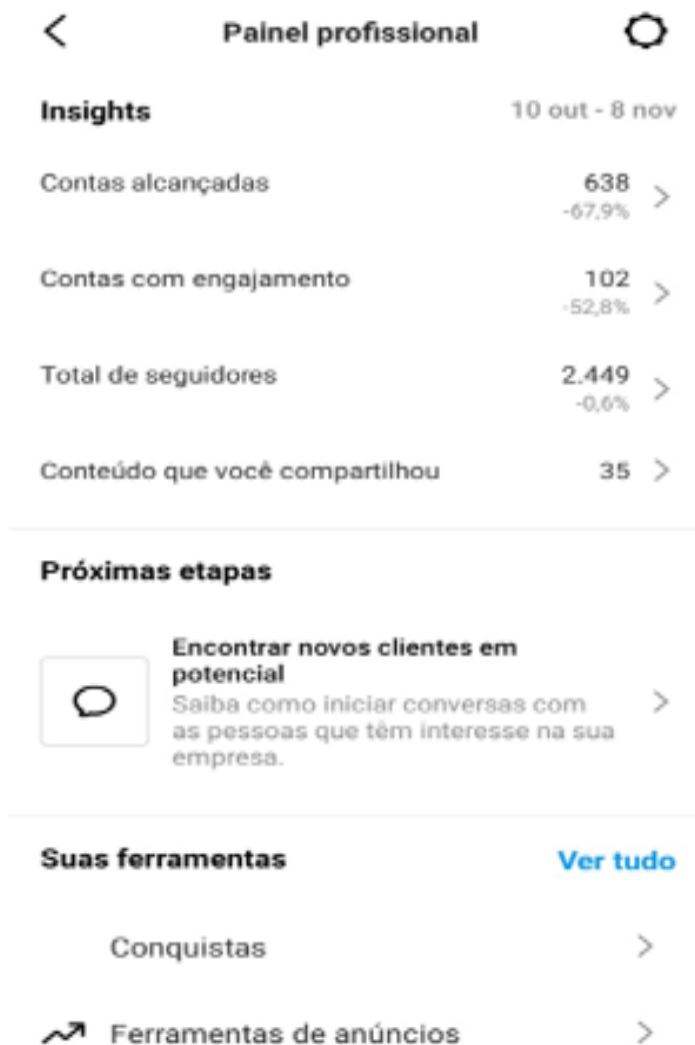 Painel profissional
Insights
10 out - 8 nov
Contas alcançadas
638
-67,9%
Contas com engajamento
102
-52,8%
Total de seguidores
2.449
-0,6%
Conteúdo que você compartilhou
35
Próximas etapas
Encontrar novos clientes em
potencial
Saiba como iniciar conversas com
as pessoas que têm interesse na sua
empresa.
Suas ferramentas
Ver tudo
Conquistas
Ferramentas de anúncios